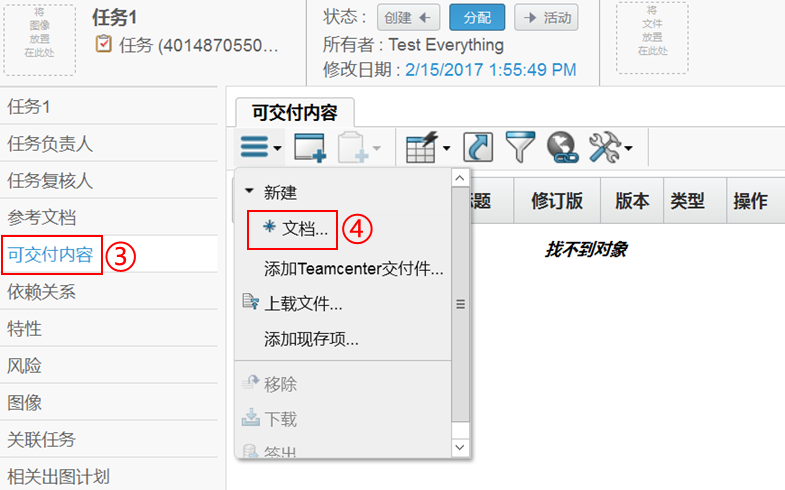 将
图像
放置
在此处
任务1
任务 (4014870550...
状态 : 创建 分配 活动
所有者 : Test Everything
修改日期 : 2/15/2017 1:55:49 PM
将
文件
放置
在此处
任务1
任务负责人
任务复核人
参考文档
可交付内容 ③
依赖关系
特性
风险
图像
关联任务
相关出图计划
可交付内容
题 修订版 版本 类型 操作
找不到对象
新建
文档... ④
添加Teamcenter交付件...
上载文件...
添加现存项...
移除
下载
签出